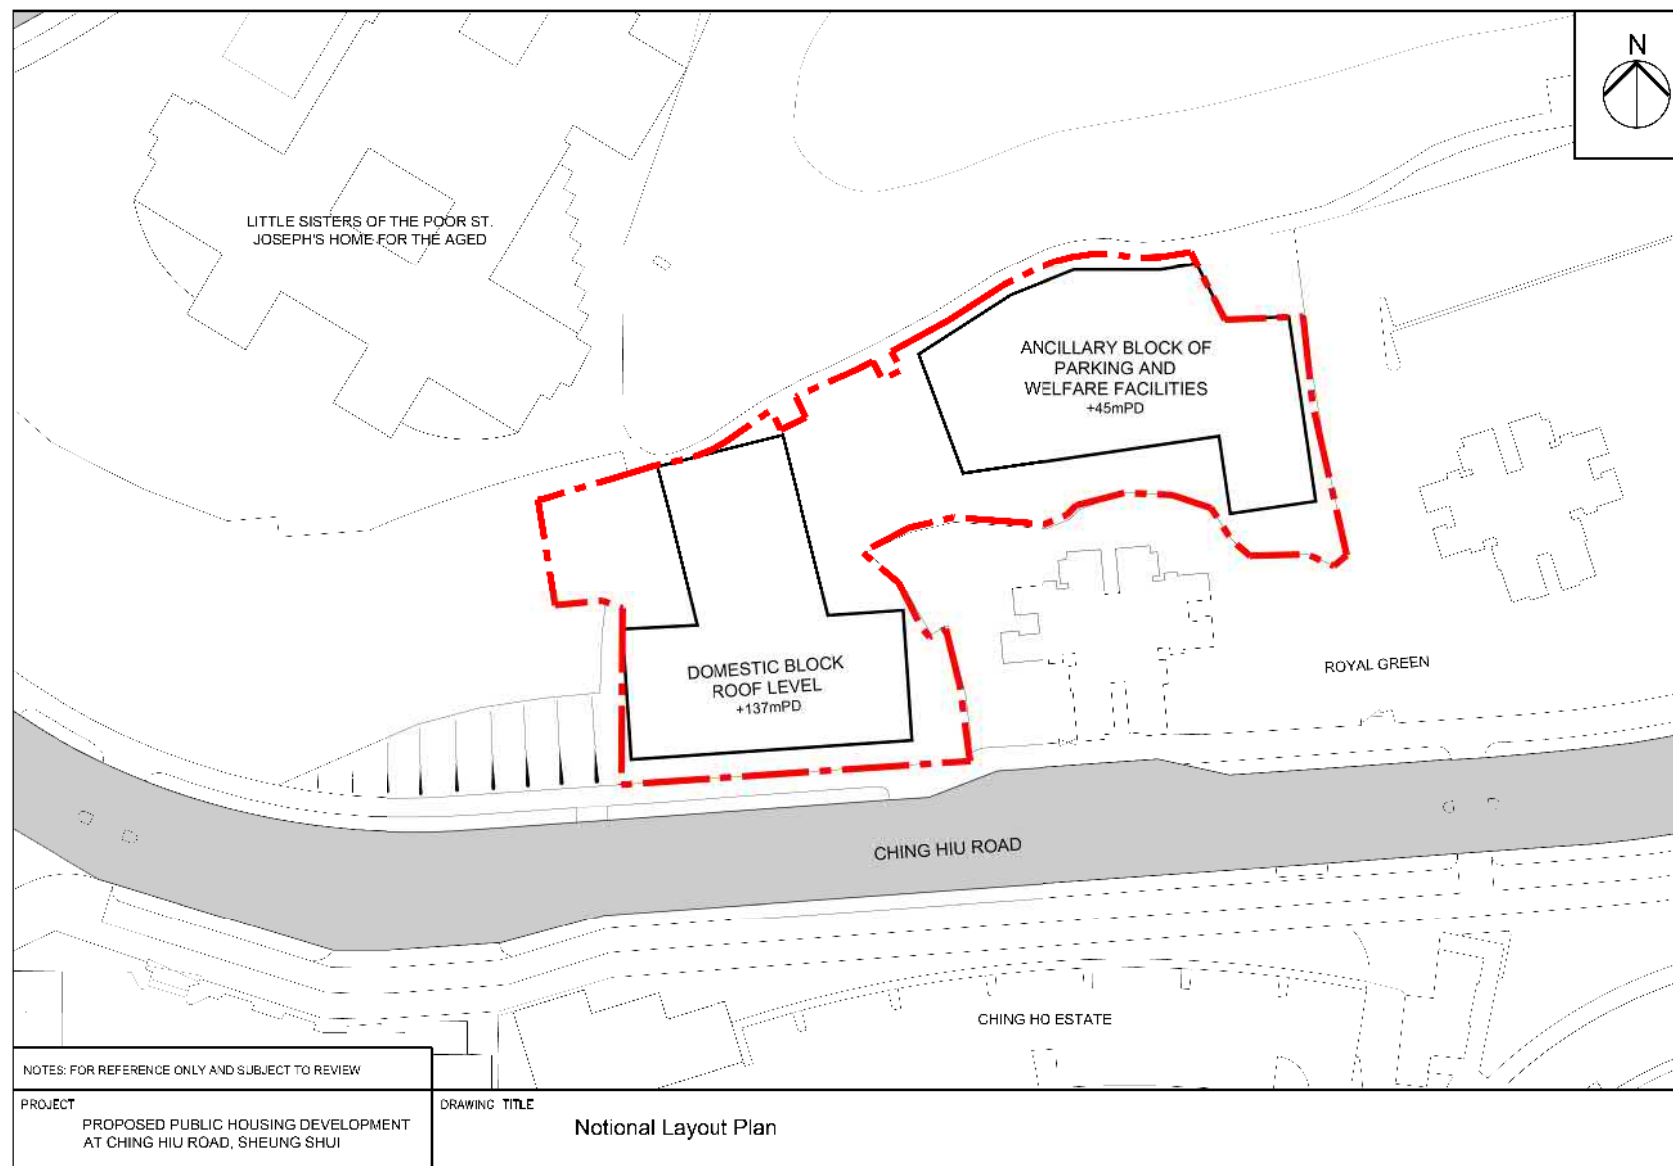 N
LITTLE SISTERS OF THE POOR ST.
JOSEPH'S HOME FOR THE AGED
ANCILLARY BLOCK OF
PARKING AND
WELFARE FACILITIES
+45mPD
DOMESTIC BLOCK
ROOF LEVEL
+137mPD
ROYAL GREEN
CHING HIU ROAD
CHING HO ESTATE
NOTES: FOR REFERENCE ONLY AND SUBJECT TO REVIEW
PROJECT
PROPOSED PUBLIC HOUSING DEVELOPMENT
AT CHING HIU ROAD, SHEUNG SHUI
DRAWING TITLE
Notional Layout Plan